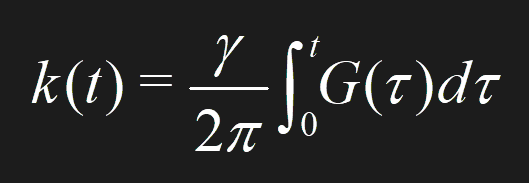 k(t) = γ/2π ∫₀ᵗ G(τ)dτ